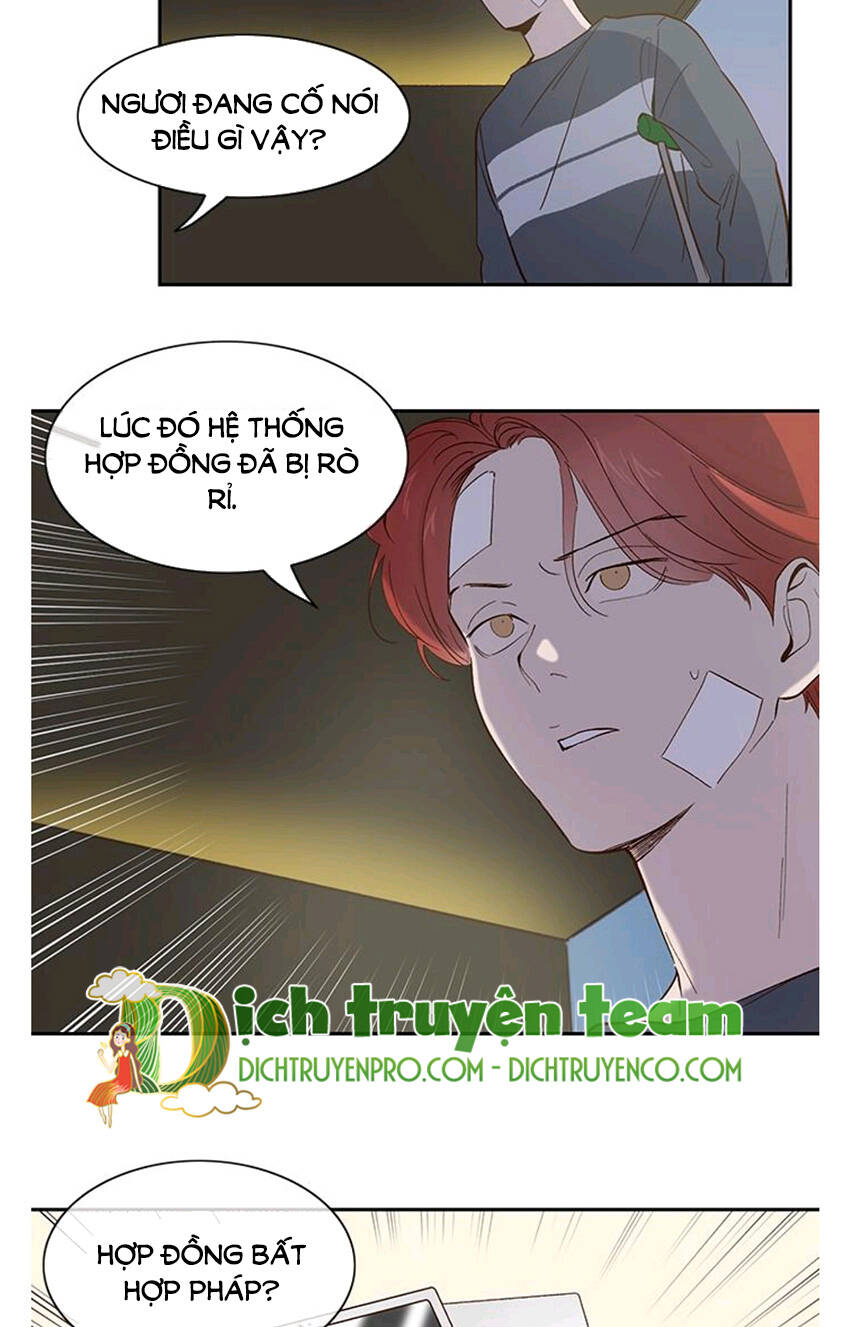 NGƯƠI ĐANG CỐ NÓI
ĐIỀU GÌ VẬY?
LÚC ĐÓ HỆ THỐNG
HỢP ĐỒNG ĐÃ BỊ RÒ
RỈ.
Dịch truyện team
DICHTRUYENPRO.COM - DICHTRUYENCO.COM
HỢP ĐỒNG BẤT
HỢP PHÁP?